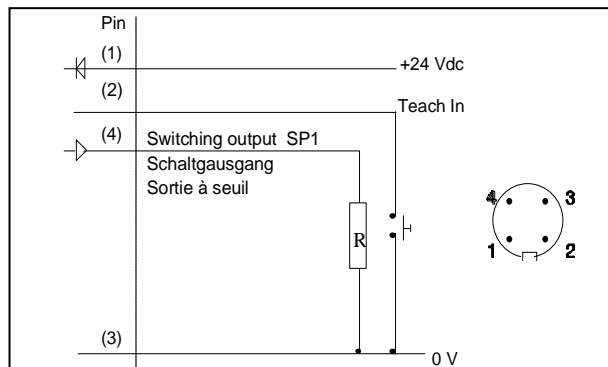 Pin
(1)
+24 Vdc
(2)
Teach In
(4)
Switching output SP1
Schaltgausgang
Sortie à seuil
R
4 3
1 2
(3)
0 V